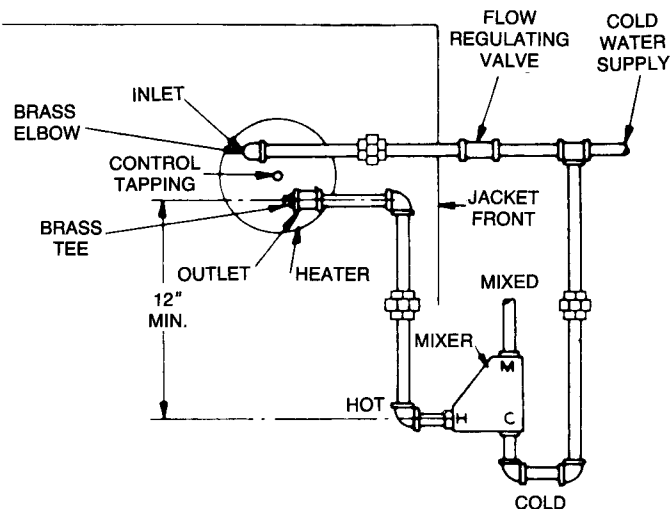 FLOW
REGULATING
VALVE
COLD
WATER
SUPPLY
INLET
BRASS
ELBOW
CONTROL
TAPPING
BRASS
TEE
OUTLET
HEATER
JACKET
FRONT
12"
MIN.
MIXED
MIXER
M
HOT
H
C
COLD